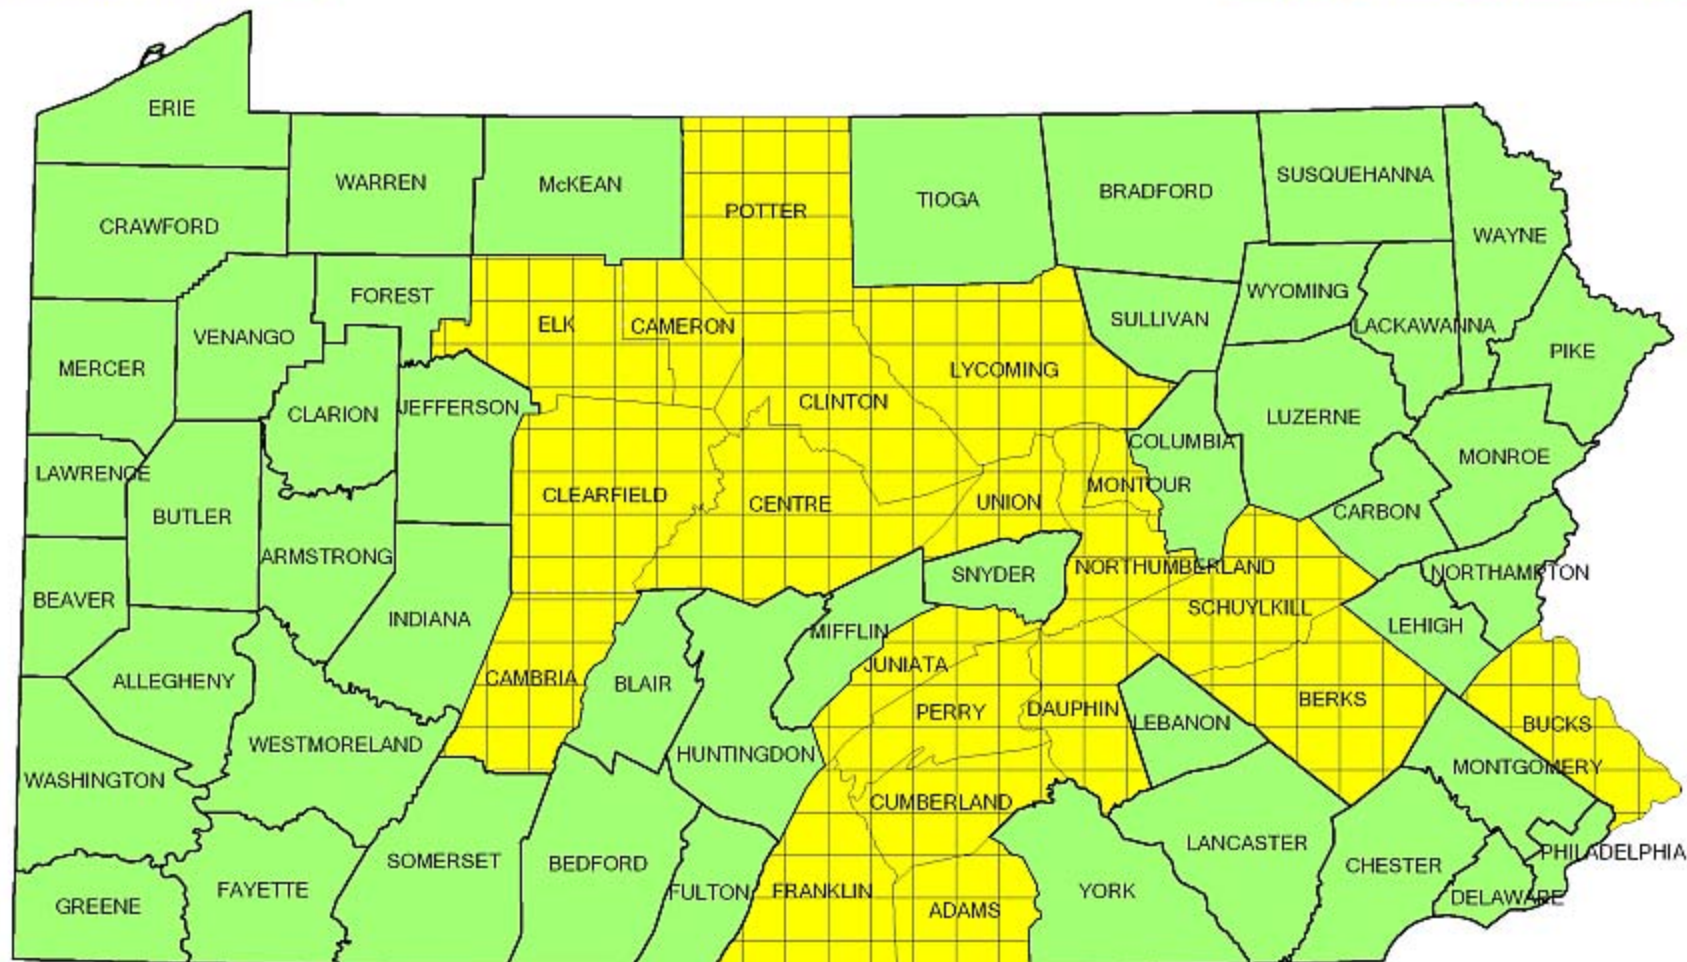 ERIE
WARREN
McKEAN
POTTER
TIOGA
BRADFORD
SUSQUEHANNA
WAYNE
CRAWFORD
FOREST
ELK
CAMERON
SULLIVAN
WYOMING
LACKAWANNA
PIKE
VENANGO
MERCER
LYCOMING
CLINTON
CLARION
JEFFERSON
LUZERNE
COLUMBIA
MONROE
LAWRENCE
BUTLER
CLEARFIELD
CENTRE
UNION
MONTOUR
CARBON
ARMSTRONG
SNYDER
NORTHUMBERLAND
NORTHAMPTON
BEAVER
INDIANA
MIFFLIN
SCHUYLKILL
LEHIGH
ALLEGHENY
CAMBRIA
BLAIR
JUNIATA
PERRY
DAUPHIN
LEBANON
BERKS
BUCKS
WESTMORELAND
HUNTINGDON
WASHINGTON
CUMBERLAND
MONTGOMERY
SOMERSET
BEDFORD
LANCASTER
CHESTER
PHILADELPHIA
GREENE
FAYETTE
FULTON
FRANKLIN
ADAMS
YORK
DELAWARE